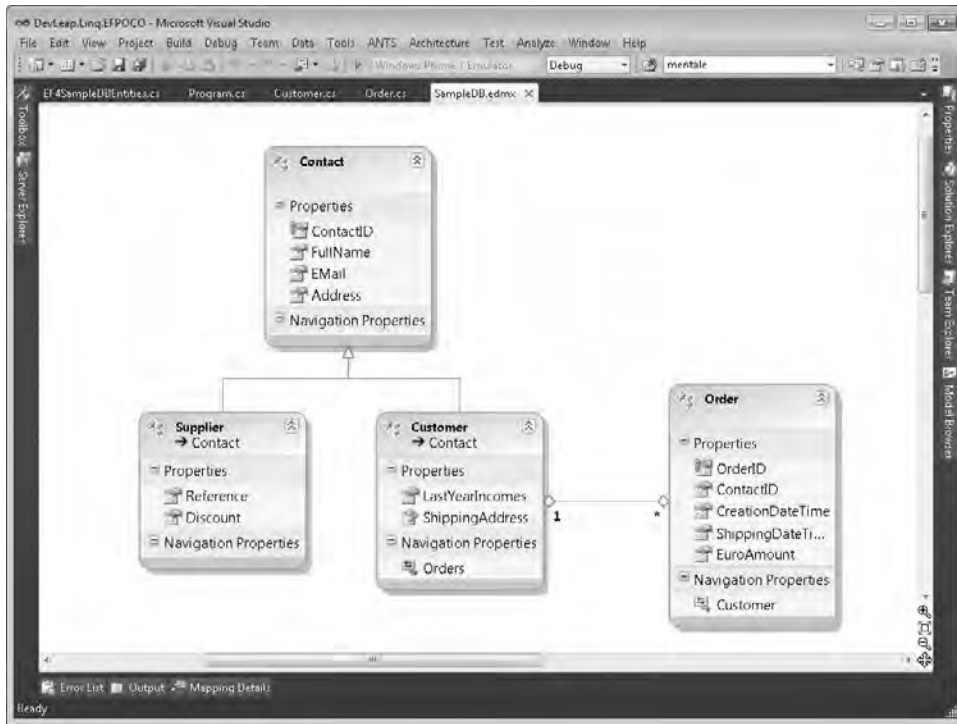 DevLeap.Linq.EFPOCO - Microsoft Visual Studio
File Edit View Project Build Debug Team Data Tools ANTS Architecture Test Analyze Window Help
Windows Phone 7 Emulator Debug mentale
EF4SampleDBEntities.cs Program.cs Customer.cs Order.cs SampleDB.edmx
Toolbox
Server Explorer
Contact
Properties
ContactID
FullName
EMail
Address
Navigation Properties
Supplier
→ Contact
Properties
Reference
Discount
Navigation Properties
Customer
→ Contact
Properties
LastYearIncomes
ShippingAddress
Navigation Properties
Orders
1
*
Order
Properties
OrderID
ContactID
CreationDateTime
ShippingDateTi...
EuroAmount
Navigation Properties
Customer
Properties
Solution Explorer
Team Explorer
Model Browser
Error List Output Mapping Details
Ready